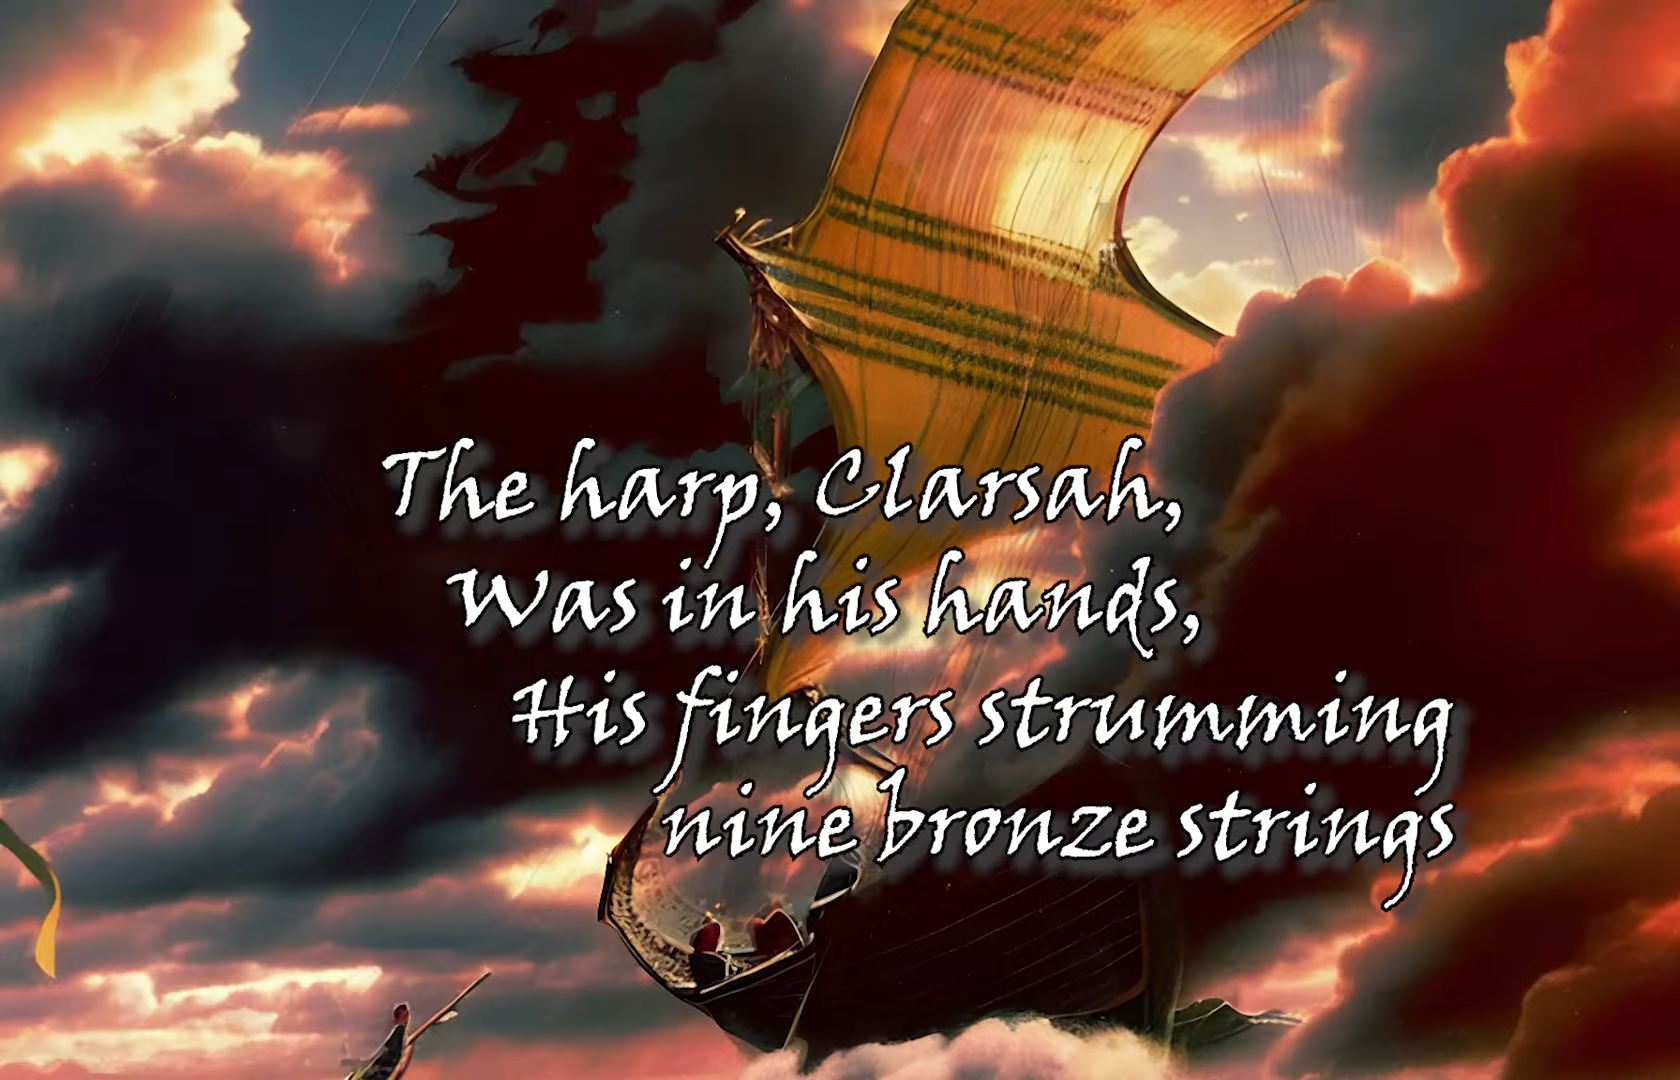 The harp, Clarsah,
Was in his hands,
His fingers strumming
nine bronze strings